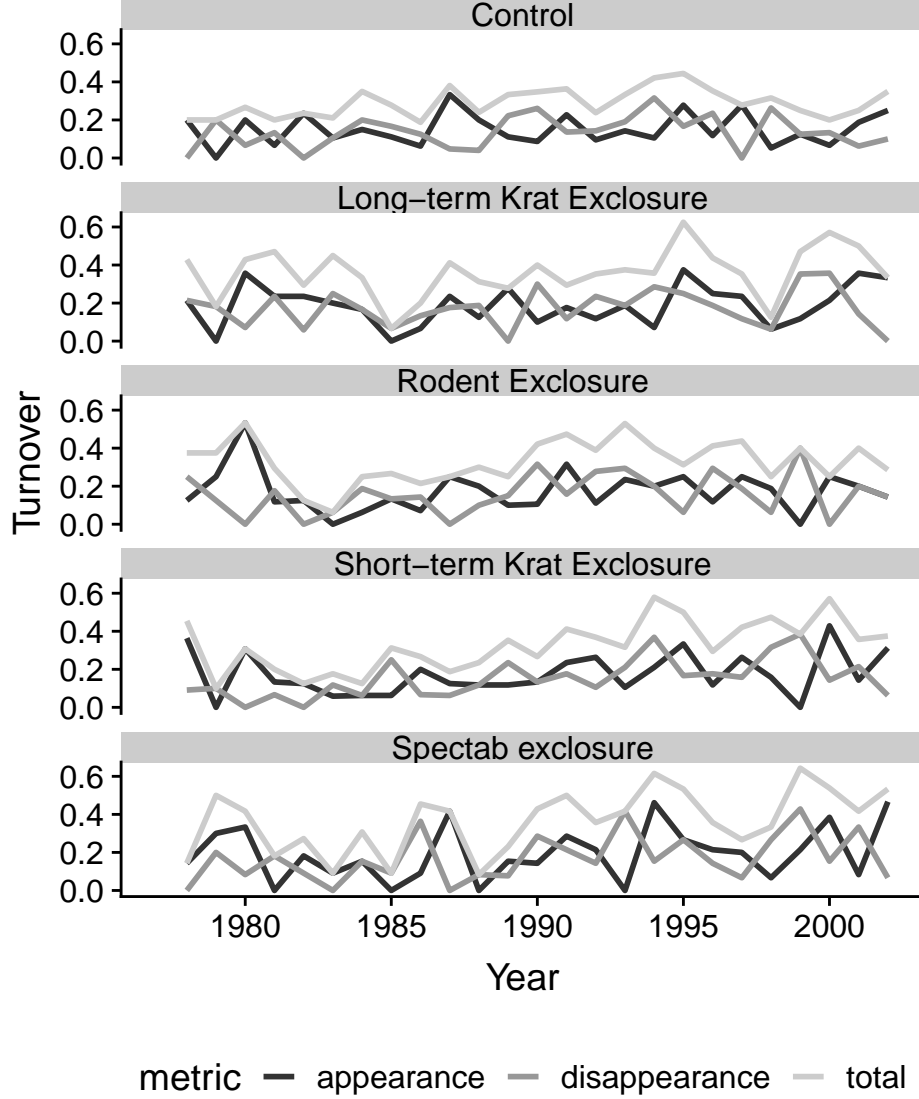 Control
0.6
0.4
0.2
0.0
Long−term Krat Exclosure
0.6
0.4
0.2
0.0
Rodent Exclosure
0.6
0.4
0.2
0.0
Short−term Krat Exclosure
0.6
0.4
0.2
0.0
Spectab exclosure
0.6
0.4
0.2
0.0
Turnover
1980 1985 1990 1995 2000
Year
metric appearance disappearance total